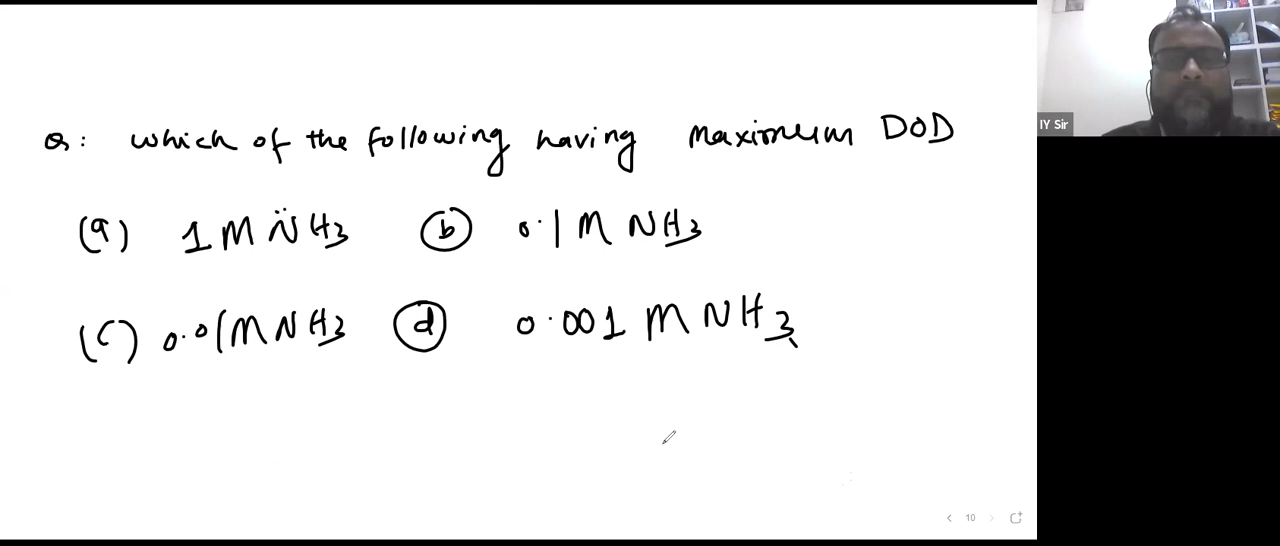 Q: which of the following having maximum DOD
(a) 1 M N̈H3 (b) 0.1 M NH3
(c) 0.01 M NH3 (d) 0.001 M NH3
IY Sir
10